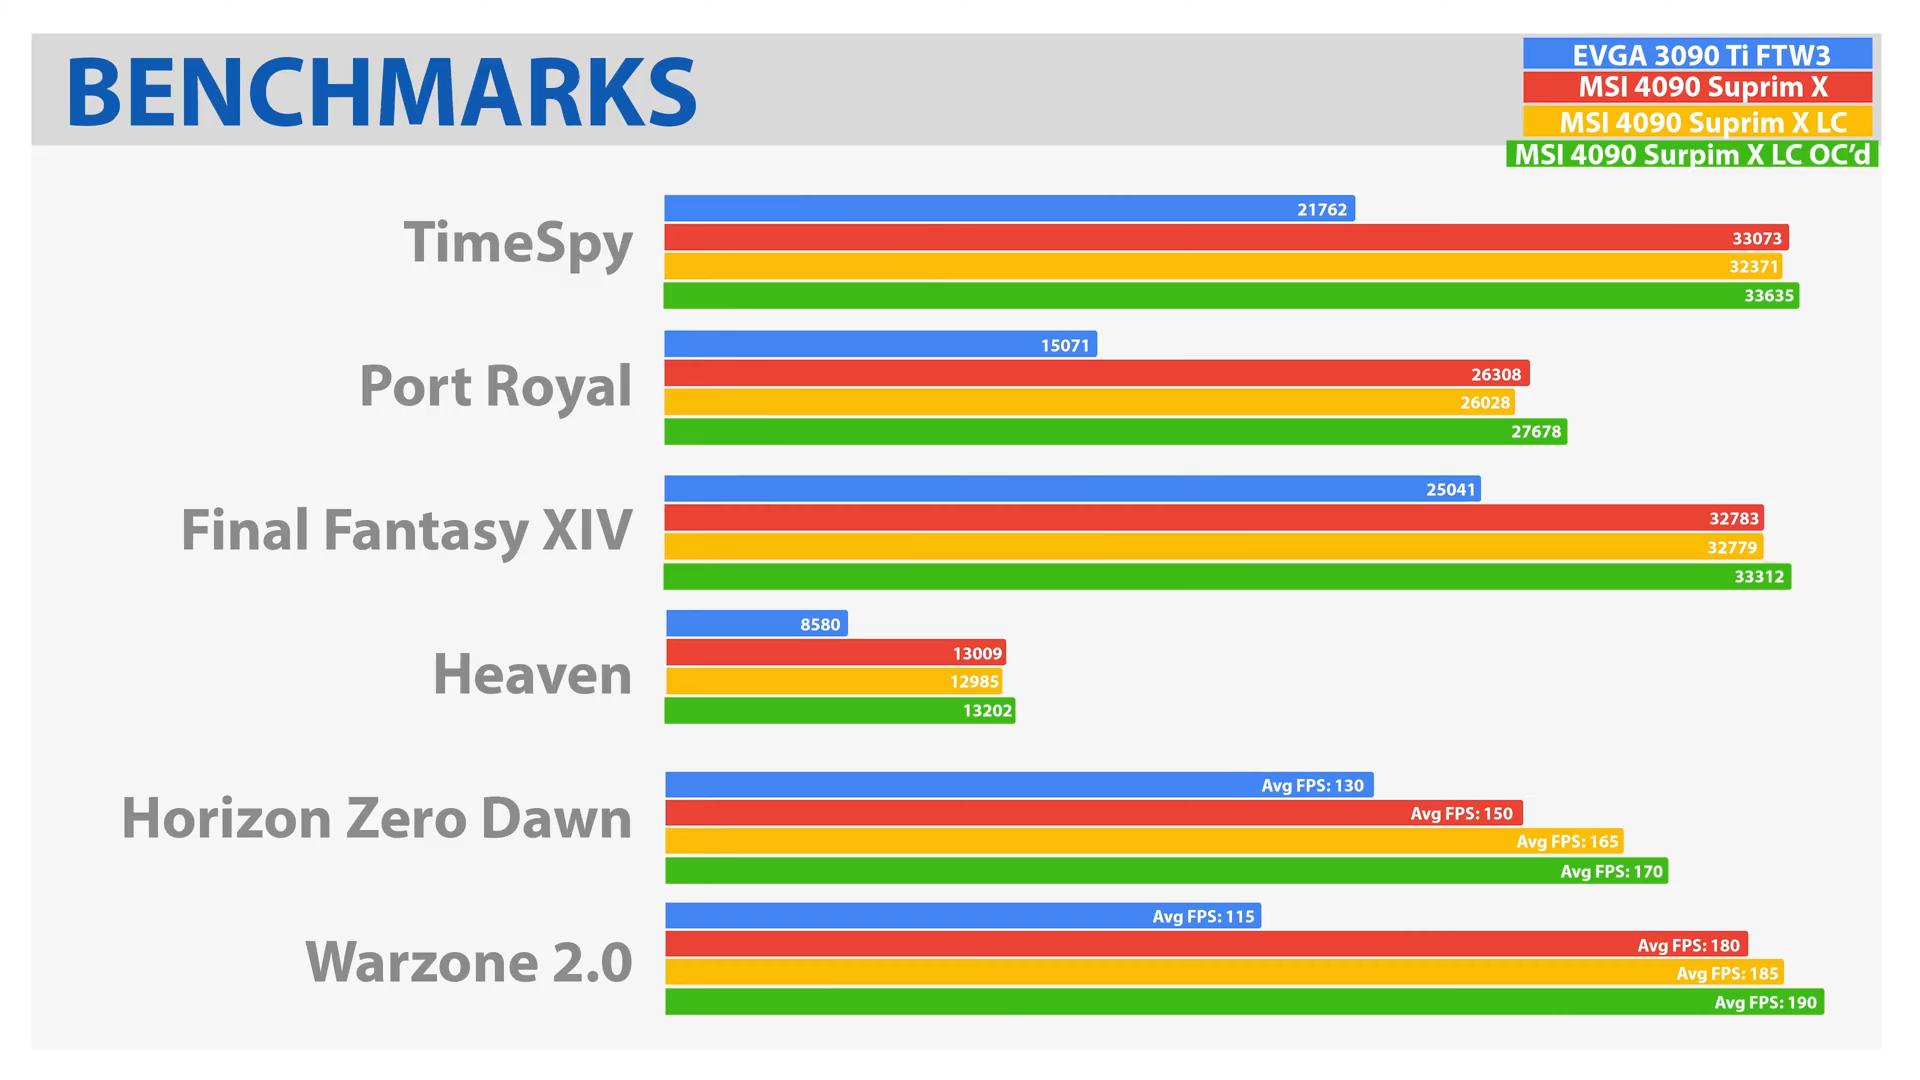 BENCHMARKS
EVGA 3090 Ti FTW3
MSI 4090 Suprim X
MSI 4090 Suprim X LC
MSI 4090 Surpim X LC OC’d
TimeSpy
21762
33073
32371
33635
Port Royal
15071
26308
26028
27678
Final Fantasy XIV
25041
32783
32779
33312
Heaven
8580
13009
12985
13202
Horizon Zero Dawn
Avg FPS: 130
Avg FPS: 150
Avg FPS: 165
Avg FPS: 170
Warzone 2.0
Avg FPS: 115
Avg FPS: 180
Avg FPS: 185
Avg FPS: 190